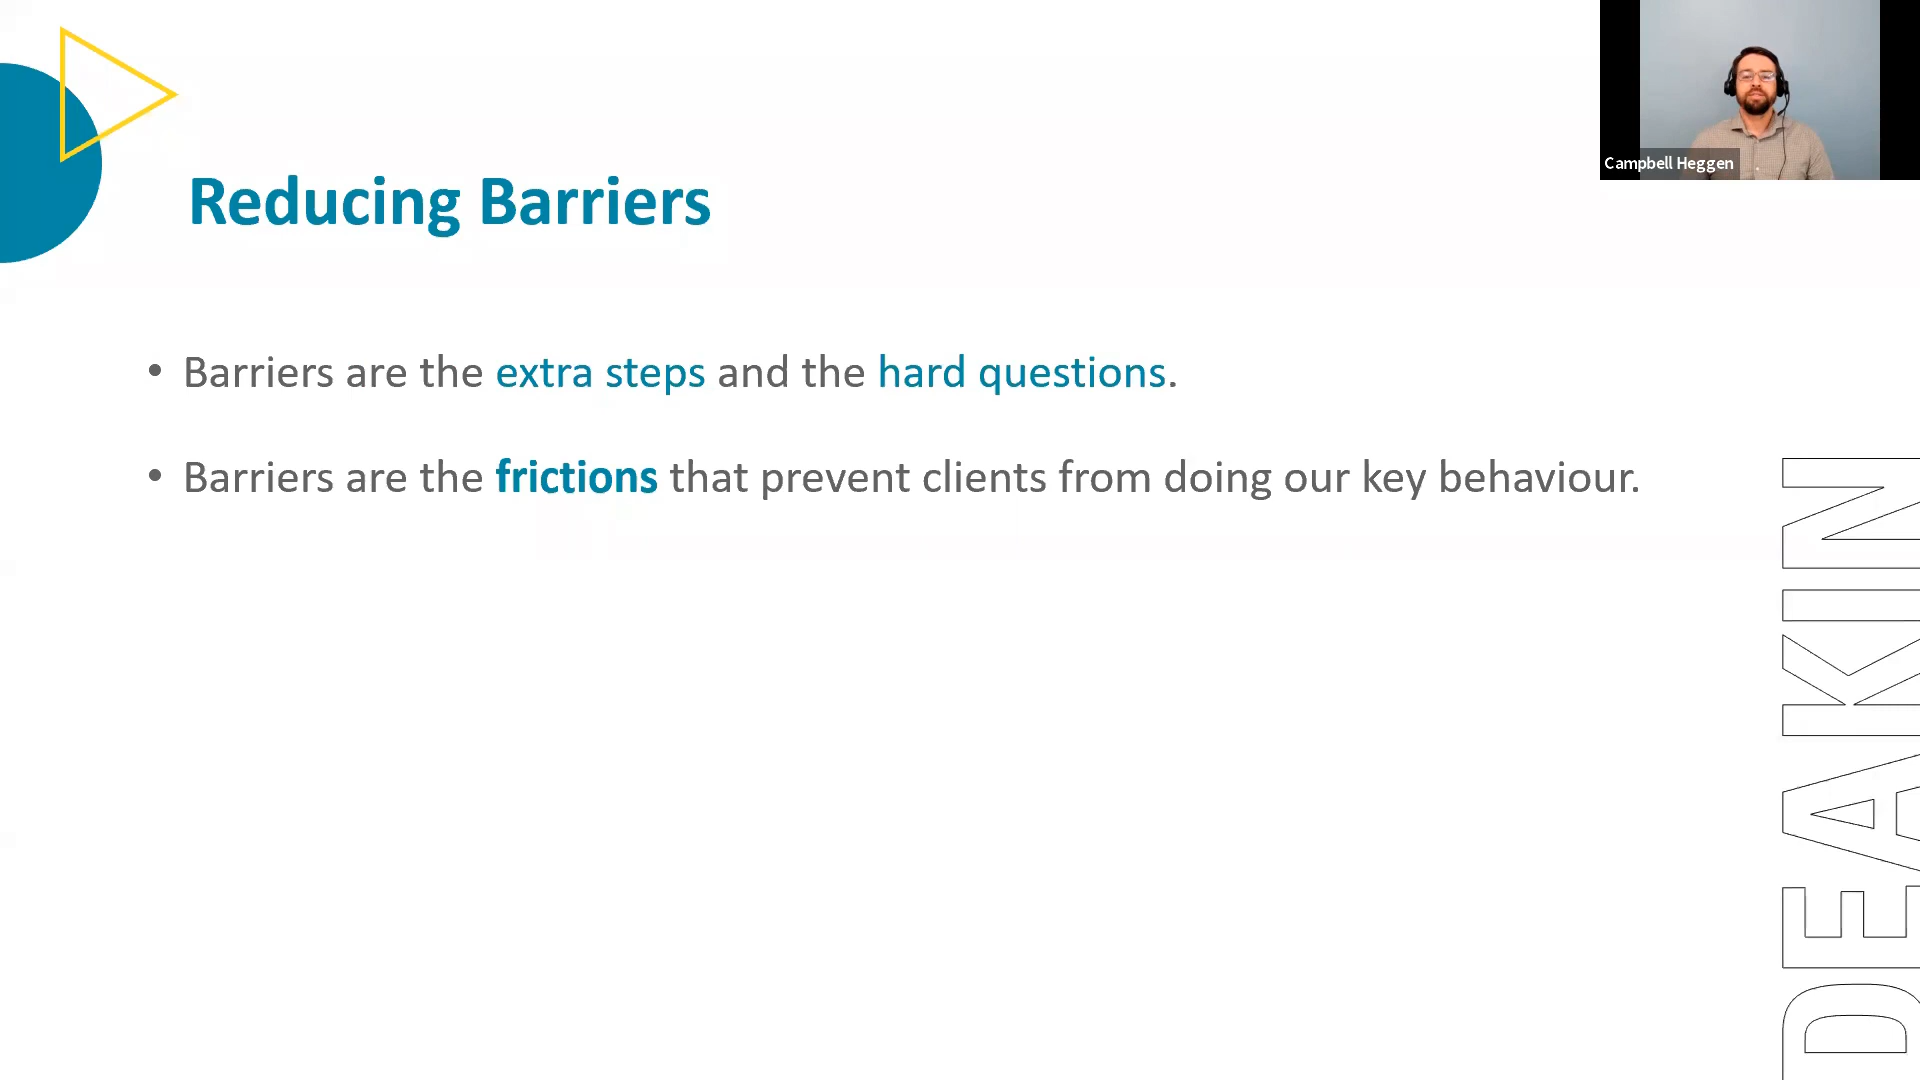 Campbell Heggen
Reducing Barriers
• Barriers are the extra steps and the hard questions.
• Barriers are the frictions that prevent clients from doing our key behaviour.
DEAKIN